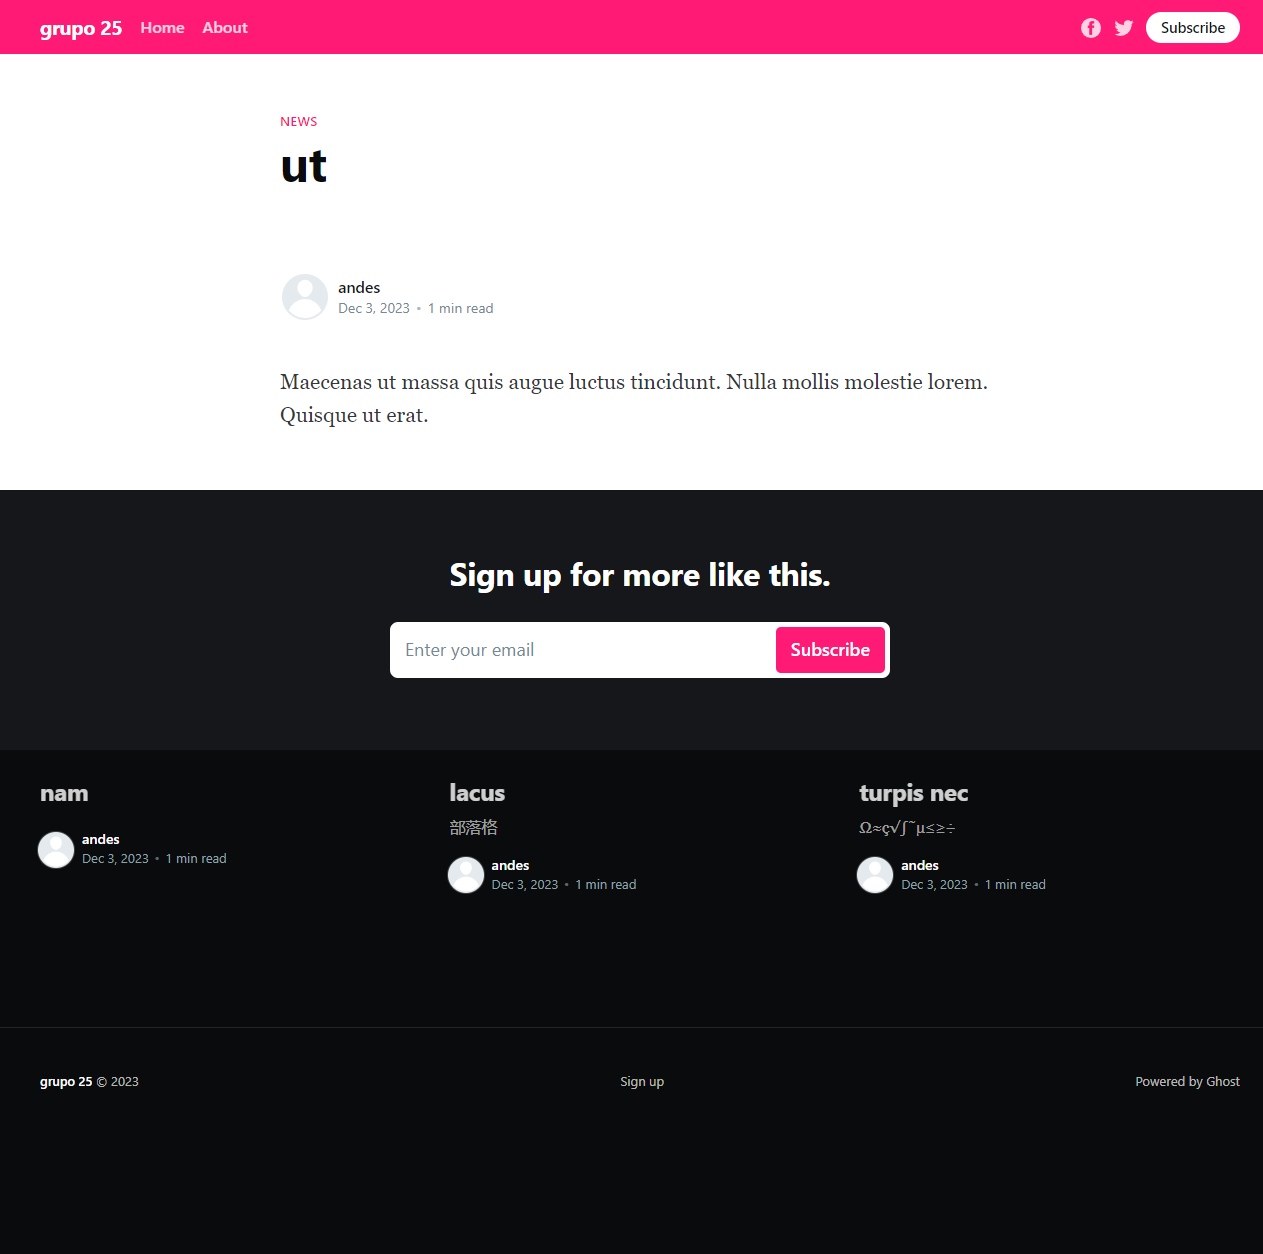 grupo 25 Home About Subscribe
NEWS
ut
andes
Dec 3, 2023 • 1 min read
Maecenas ut massa quis augue luctus tincidunt. Nulla mollis molestie lorem.
Quisque ut erat.
Sign up for more like this.
Enter your email Subscribe
nam
andes
Dec 3, 2023 • 1 min read
lacus
部落格
andes
Dec 3, 2023 • 1 min read
turpis nec
Ω≈ç√∫˜µ≤≥÷
andes
Dec 3, 2023 • 1 min read
grupo 25 © 2023 Sign up Powered by Ghost